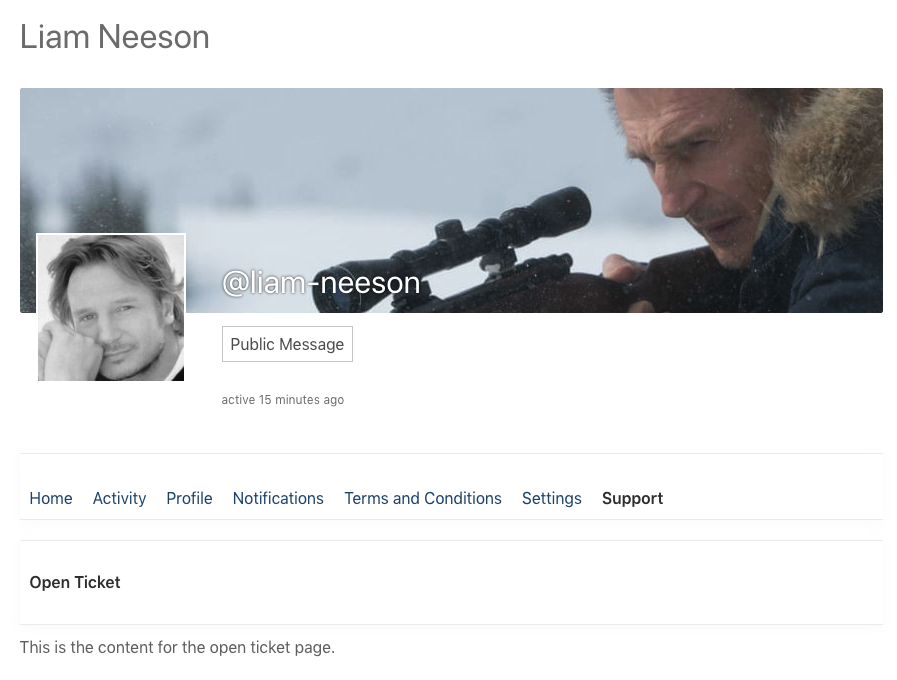 Liam Neeson
@liam-neeson
Public Message
active 15 minutes ago
Home Activity Profile Notifications Terms and Conditions Settings Support
Open Ticket
This is the content for the open ticket page.